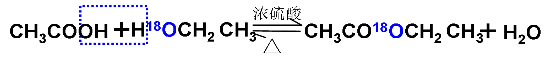 浓硫酸
CH₃COOH + H¹⁸OCH₂CH₃ ⇌ CH₃CO¹⁸OCH₂CH₃ + H₂O
△